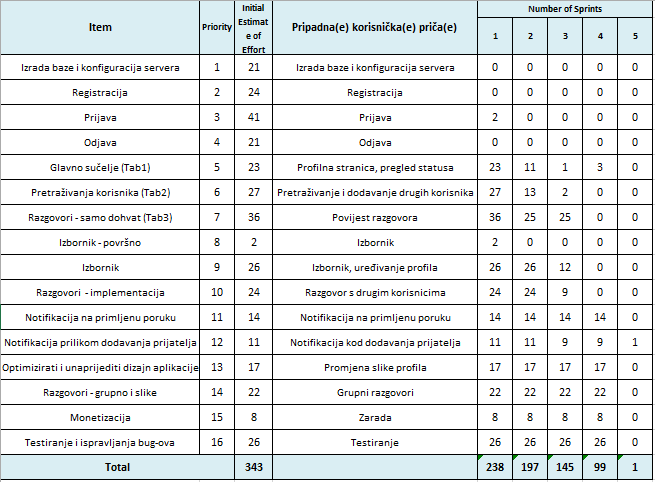 Item Priority Initial Estimat e of Effort Pripadna(e) korisnička(e) priča(e) Number of Sprints
1 2 3 4 5
Izrada baze i konfiguracija servera 1 21 Izrada baze i konfiguracija servera 0 0 0 0 0
Registracija 2 24 Registracija 0 0 0 0 0
Prijava 3 41 Prijava 2 0 0 0 0
Odjava 4 21 Odjava 0 0 0 0 0
Glavno sučelje (Tab1) 5 23 Profilna stranica, pregled statusa 23 11 1 3 0
Pretraživanja korisnika (Tab2) 6 27 Pretraživanje i dodavanje drugih korisnika 27 13 2 0 0
Razgovori - samo dohvat (Tab3) 7 36 Povijest razgovora 36 25 25 0 0
Izbornik - površno 8 2 Izbornik 2 0 0 0 0
Izbornik 9 26 Izbornik, uređivanje profila 26 26 12 0 0
Razgovori - implementacija 10 24 Razgovor s drugim korisnicima 24 24 9 0 0
Notifikacija na primljenu poruku 11 14 Notifikacija na primljenu poruku 14 14 14 14 0
Notifikacija prilikom dodavanja prijatelja 12 11 Notifikacija kod dodavanja prijatelja 11 11 9 9 1
Optimizirati i unaprijediti dizajn aplikacije 13 17 Promjena slike profila 17 17 17 17 0
Razgovori - grupno i slike 14 22 Grupni razgovori 22 22 22 22 0
Monetizacija 15 8 Zarada 8 8 8 8 0
Testiranje i ispravljanja bug-ova 16 26 Testiranje 26 26 26 26 0
Total 343 238 197 145 99 1